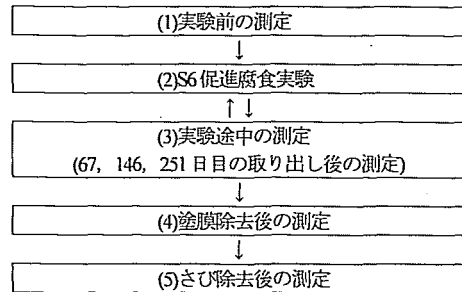 (1)実験前の測定
↓
(2)S6促進腐食実験
↑↓
(3)実験途中の測定
(67, 146, 251日目の取り出し後の測定)
↓
(4)塗膜除去後の測定
↓
(5)さび除去後の測定